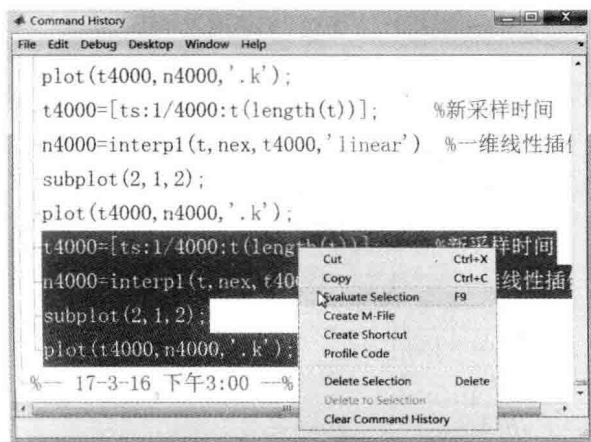 Command History
File Edit Debug Desktop Window Help
plot(t4000,n4000,'.k');
t4000=[ts:1/4000:t(length(t))]; %新采样时间
n4000=interp1(t,nex,t4000,'linear') %一维线性插
subplot(2,1,2);
plot(t4000,n4000,'.k');
t4000=[ts:1/4000:t(length(t))] %新采样时间
n4000=interp1(t,nex,t40 维线性插
subplot(2,1,2);
plot(t4000,n4000,'.k');
%-- 17-3-16 下午3:00 --%
Cut Ctrl+X
Copy Ctrl+C
Evaluate Selection F9
Create M-File
Create Shortcut
Profile Code
Delete Selection Delete
Delete to Selection
Clear Command History